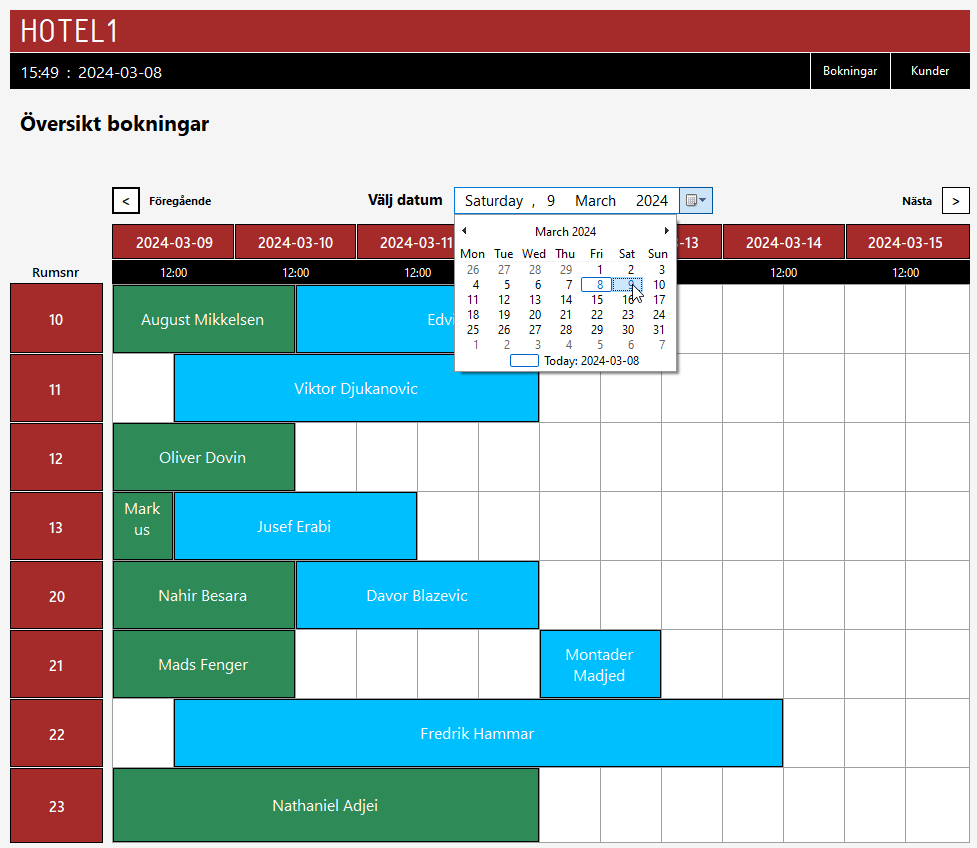 HOTEL1
15:49 : 2024-03-08
Bokningar
Kunder
Översikt bokningar
<
Föregående
Välj datum
Saturday , 9 March 2024
Nästa
>
2024-03-09
2024-03-10
2024-03-11
-13
2024-03-14
2024-03-15
March 2024
Mon Tue Wed Thu Fri Sat Sun
26 27 28 29 1 2 3
4 5 6 7 8 9 10
11 12 13 14 15 16 17
18 19 20 21 22 23 24
25 26 27 28 29 30 31
1 2 3 4 5 6 7
Today: 2024-03-08
Rumsnr
12:00
12:00
12:00
12:00
12:00
10
August Mikkelsen
Edvi
11
Viktor Djukanovic
12
Oliver Dovin
13
Mark
us
Jusef Erabi
20
Nahir Besara
Davor Blazevic
21
Mads Fenger
Montader
Madjed
22
Fredrik Hammar
23
Nathaniel Adjei